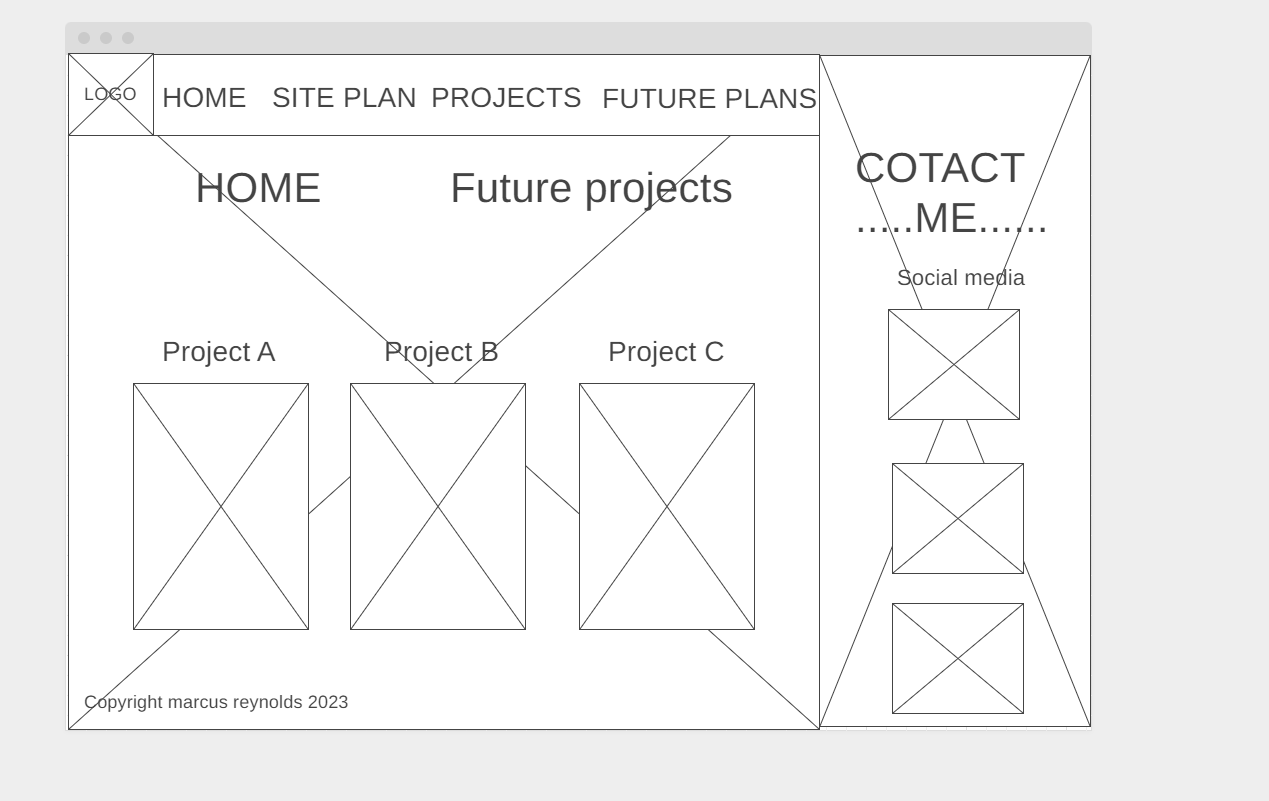 LOGO
HOME SITE PLAN PROJECTS FUTURE PLANS
HOME Future projects
Project A Project B Project C
Copyright marcus reynolds 2023
COTACT
.....ME......
Social media